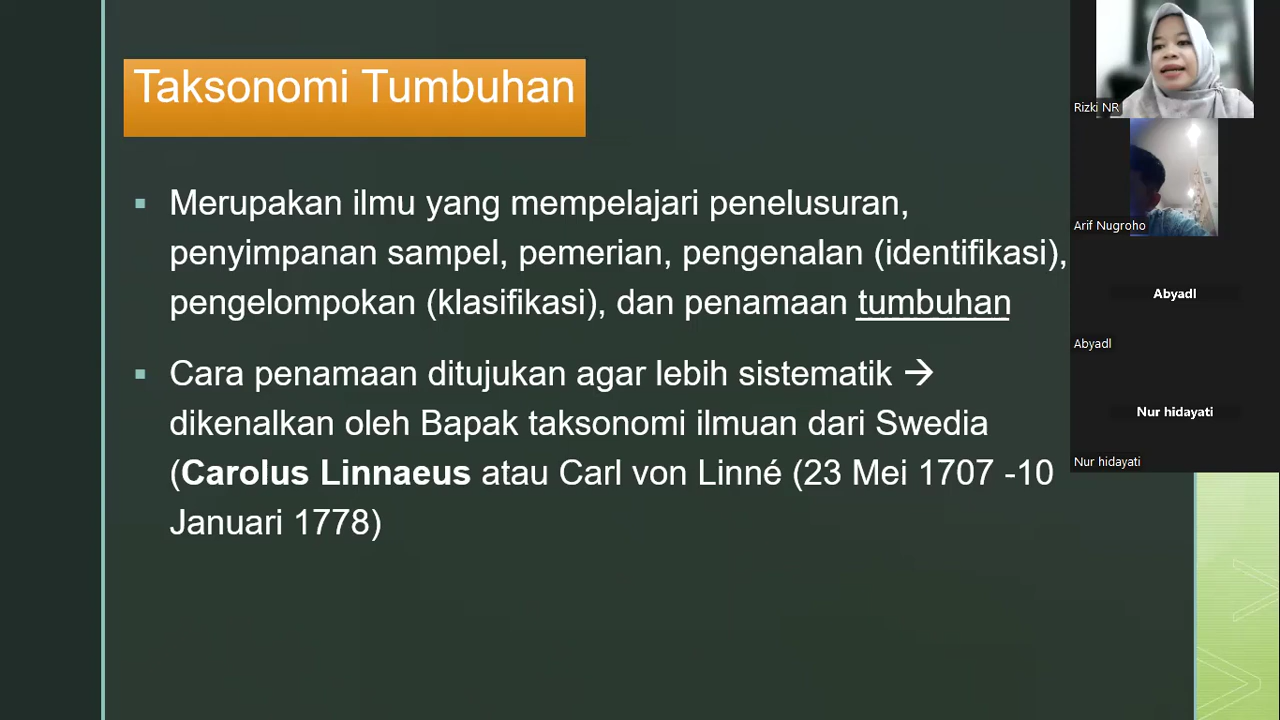 Taksonomi Tumbuhan
Merupakan ilmu yang mempelajari penelusuran,
penyimpanan sampel, pemerian, pengenalan (identifikasi),
pengelompokan (klasifikasi), dan penamaan tumbuhan
Cara penamaan ditujukan agar lebih sistematik →
dikenalkan oleh Bapak taksonomi ilmuan dari Swedia
(Carolus Linnaeus atau Carl von Linné (23 Mei 1707 -10
Januari 1778)
Rizki NR
Arif Nugroho
Abyadl
Abyadl
Nur hidayati
Nur hidayati